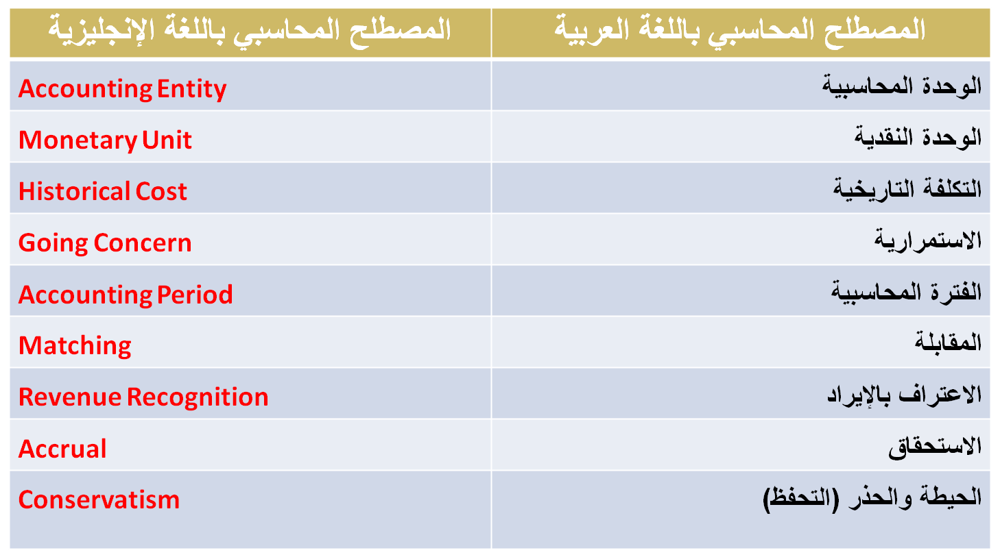 المصطلح المحاسبي باللغة العربية
المصطلح المحاسبي باللغة الإنجليزية
الوحدة المحاسبية
Accounting Entity
الوحدة النقدية
Monetary Unit
التكلفة التاريخية
Historical Cost
الاستمرارية
Going Concern
الفترة المحاسبية
Accounting Period
المقابلة
Matching
الاعتراف بالإيراد
Revenue Recognition
الاستحقاق
Accrual
الحيطة والحذر (التحفظ)
Conservatism